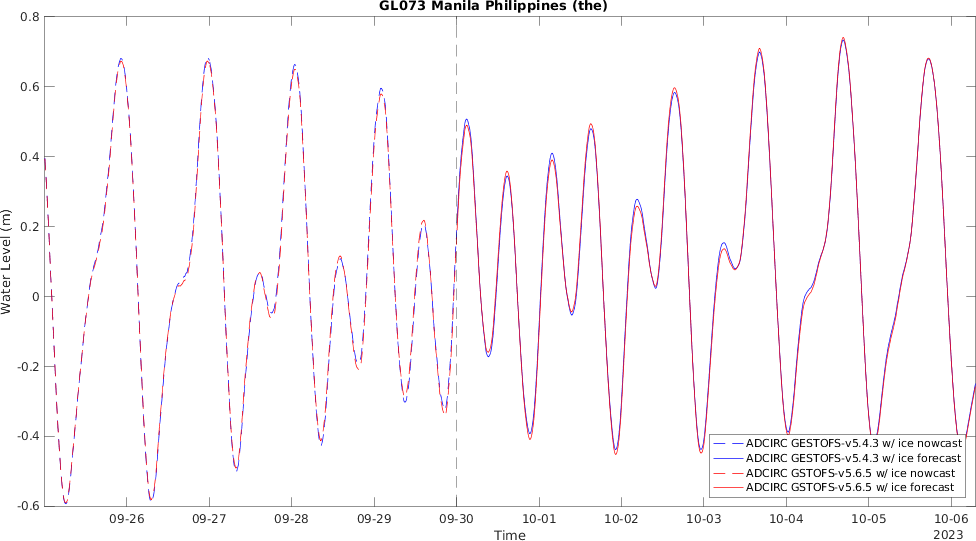 GL073 Manila Philippines (the)
0.8
0.6
0.4
0.2
0
-0.2
-0.4
-0.6
Water Level (m)
ADCIRC GESTOFS-v5.4.3 w/ ice nowcast
ADCIRC GESTOFS-v5.4.3 w/ ice forecast
ADCIRC GSTOFS-v5.6.5 w/ ice nowcast
ADCIRC GSTOFS-v5.6.5 w/ ice forecast
09-26 09-27 09-28 09-29 09-30 10-01 10-02 10-03 10-04 10-05 10-06
Time 2023